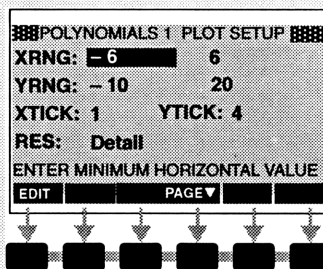 POLYNOMIALS 1 PLOT SETUP
XRNG: – 6 6
YRNG: – 10 20
XTICK: 1 YTICK: 4
RES: Detail
ENTER MINIMUM HORIZONTAL VALUE
EDIT PAGE▼